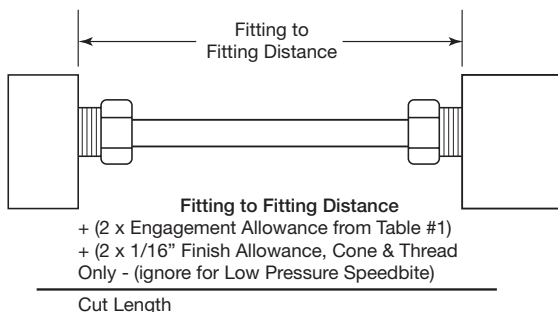 Fitting to
Fitting Distance
Fitting to Fitting Distance
+ (2 x Engagement Allowance from Table #1)
+ (2 x 1/16” Finish Allowance, Cone & Thread
Only - (ignore for Low Pressure Speedbite)
Cut Length